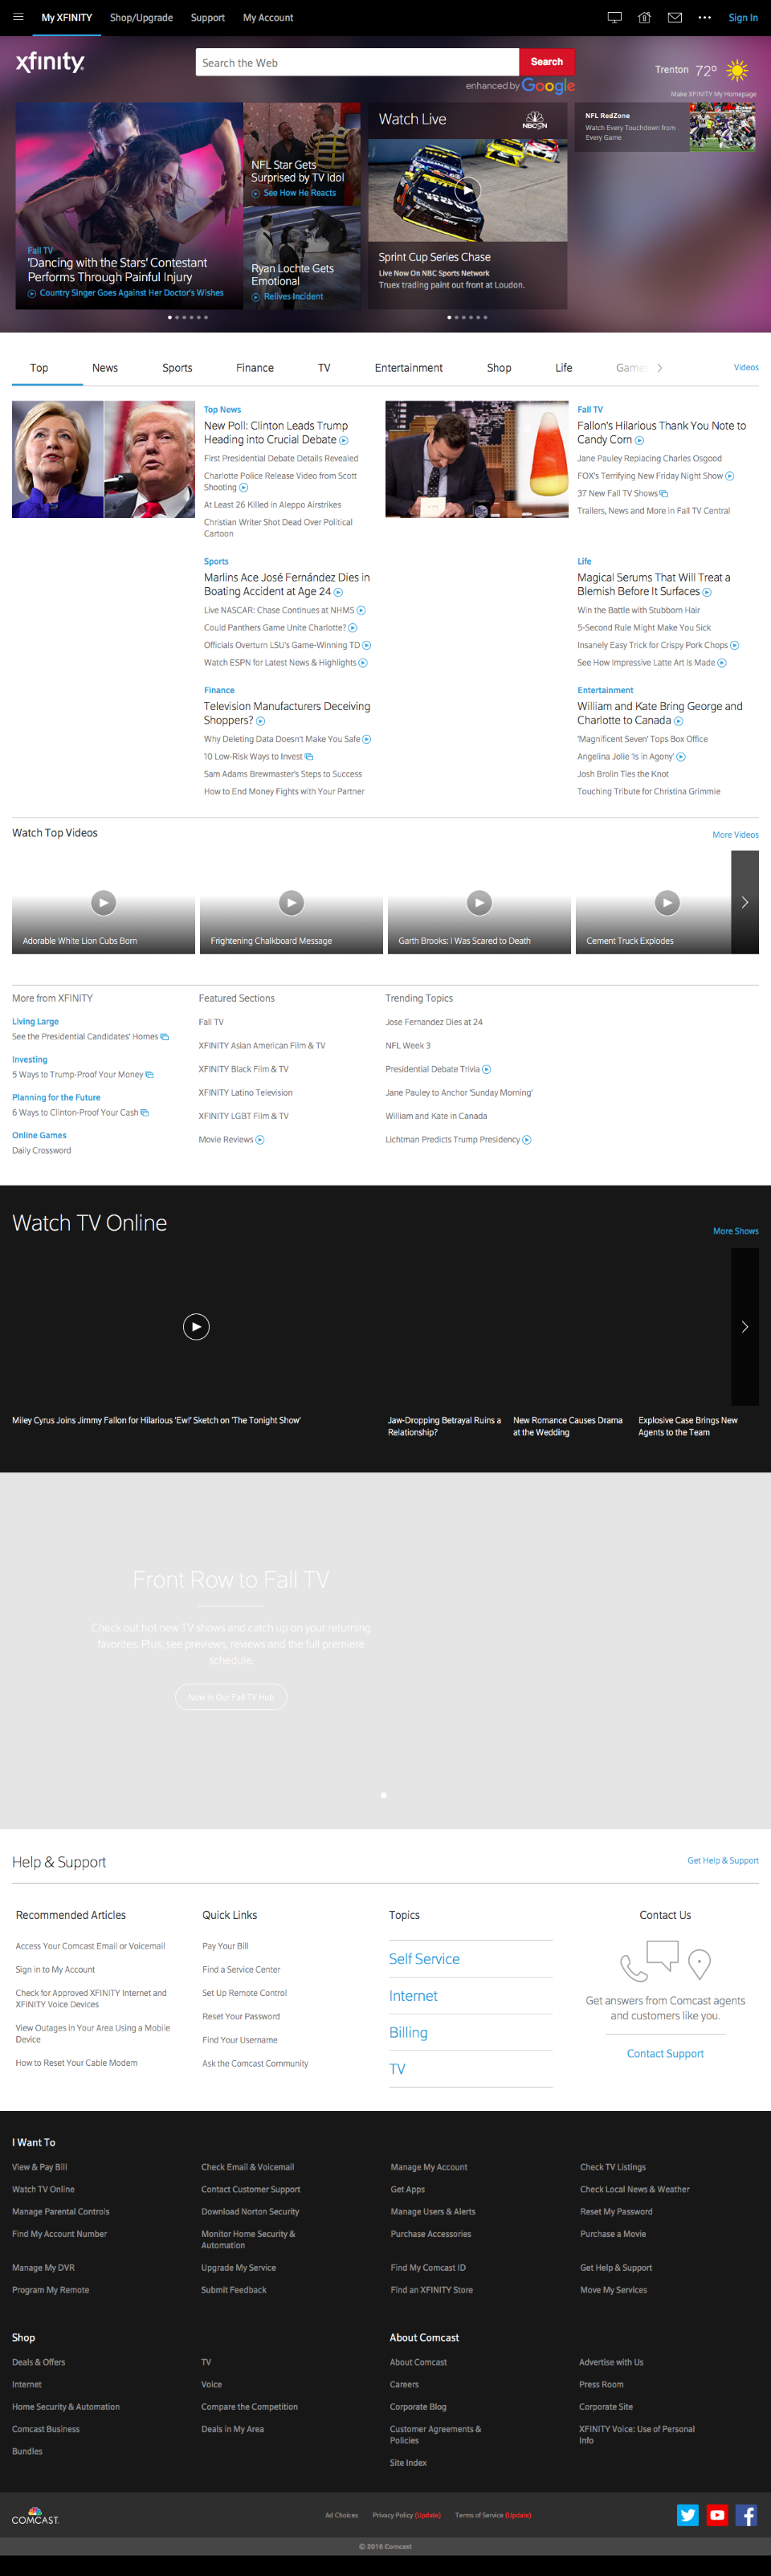 My XFINITY
Shop/Upgrade
Support
My Account
Sign In
xfinity
Search the Web
Search
enhanced by Google
Trenton 72°
Make XFINITY My Homepage
Fall TV
'Dancing with the Stars' Contestant
Performs Through Painful Injury
Country Singer Goes Against Her Doctor's Wishes
NFL Star Gets
Surprised by TV Idol
See How He Reacts
Ryan Lochte Gets
Emotional
Relives Incident
Watch Live
NBCSN
Sprint Cup Series Chase
Live Now On NBC Sports Network
Truex trading paint out front at Loudon.
NFL RedZone
Watch Every Touchdown from
Every Game
Top
News
Sports
Finance
TV
Entertainment
Shop
Life
Games
Videos
Top News
New Poll: Clinton Leads Trump
Heading into Crucial Debate
First Presidential Debate Details Revealed
Charlotte Police Release Video from Scott
Shooting
At Least 26 Killed in Aleppo Airstrikes
Christian Writer Shot Dead Over Political
Cartoon
Fall TV
Fallon's Hilarious Thank You Note to
Candy Corn
Jane Pauley Replacing Charles Osgood
FOX's Terrifying New Friday Night Show
37 New Fall TV Shows
Trailers, News and More in Fall TV Central
Sports
Marlins Ace José Fernández Dies in
Boating Accident at Age 24
Live NASCAR: Chase Continues at NHMS
Could Panthers Game Unite Charlotte?
Officials Overturn LSU's Game-Winning TD
Watch ESPN for Latest News & Highlights
Life
Magical Serums That Will Treat a
Blemish Before It Surfaces
Win the Battle with Stubborn Hair
5-Second Rule Might Make You Sick
Insanely Easy Trick for Crispy Pork Chops
See How Impressive Latte Art Is Made
Finance
Television Manufacturers Deceiving
Shoppers?
Why Deleting Data Doesn't Make You Safe
10 Low-Risk Ways to Invest
Sam Adams Brewmaster's Steps to Success
How to End Money Fights with Your Partner
Entertainment
William and Kate Bring George and
Charlotte to Canada
'Magnificent Seven' Tops Box Office
Angelina Jolie 'Is in Agony'
Josh Brolin Ties the Knot
Touching Tribute for Christina Grimmie
Watch Top Videos
More Videos
Adorable White Lion Cubs Born
Frightening Chalkboard Message
Garth Brooks: I Was Scared to Death
Cement Truck Explodes
More from XFINITY
Living Large
See the Presidential Candidates' Homes
Investing
5 Ways to Trump-Proof Your Money
Planning for the Future
6 Ways to Clinton-Proof Your Cash
Online Games
Daily Crossword
Featured Sections
Fall TV
XFINITY Asian American Film & TV
XFINITY Black Film & TV
XFINITY Latino Television
XFINITY LGBT Film & TV
Movie Reviews
Trending Topics
Jose Fernandez Dies at 24
NFL Week 3
Presidential Debate Trivia
Jane Pauley to Anchor 'Sunday Morning'
William and Kate in Canada
Lichtman Predicts Trump Presidency
Watch TV Online
More Shows
Miley Cyrus Joins Jimmy Fallon for Hilarious 'Ew!' Sketch on 'The Tonight Show'
Jaw-Dropping Betrayal Ruins a
Relationship?
New Romance Causes Drama
at the Wedding
Explosive Case Brings New
Agents to the Team
Front Row to Fall TV
Check out hot new TV shows and catch up on your returning
favorites. Plus, see previews, reviews and the full premiere
schedule.
Now in Our Fall TV Hub
Help & Support
Get Help & Support
Recommended Articles
Access Your Comcast Email or Voicemail
Sign in to My Account
Check for Approved XFINITY Internet and
XFINITY Voice Devices
View Outages in Your Area Using a Mobile
Device
How to Reset Your Cable Modem
Quick Links
Pay Your Bill
Find a Service Center
Set Up Remote Control
Reset Your Password
Find Your Username
Ask the Comcast Community
Topics
Self Service
Internet
Billing
TV
Contact Us
Get answers from Comcast agents
and customers like you.
Contact Support
I Want To
View & Pay Bill
Check Email & Voicemail
Manage My Account
Check TV Listings
Watch TV Online
Contact Customer Support
Get Apps
Check Local News & Weather
Manage Parental Controls
Download Norton Security
Manage Users & Alerts
Reset My Password
Find My Account Number
Monitor Home Security &
Automation
Purchase Accessories
Purchase a Movie
Manage My DVR
Upgrade My Service
Find My Comcast ID
Get Help & Support
Program My Remote
Submit Feedback
Find an XFINITY Store
Move My Services
Shop
Deals & Offers
Internet
Home Security & Automation
Comcast Business
Bundles
TV
Voice
Compare the Competition
Deals in My Area
About Comcast
About Comcast
Careers
Corporate Blog
Customer Agreements &
Policies
Site Index
Advertise with Us
Press Room
Corporate Site
XFINITY Voice: Use of Personal
Info
COMCAST
Ad Choices
Privacy Policy (Update)
Terms of Service (Update)
© 2016 Comcast